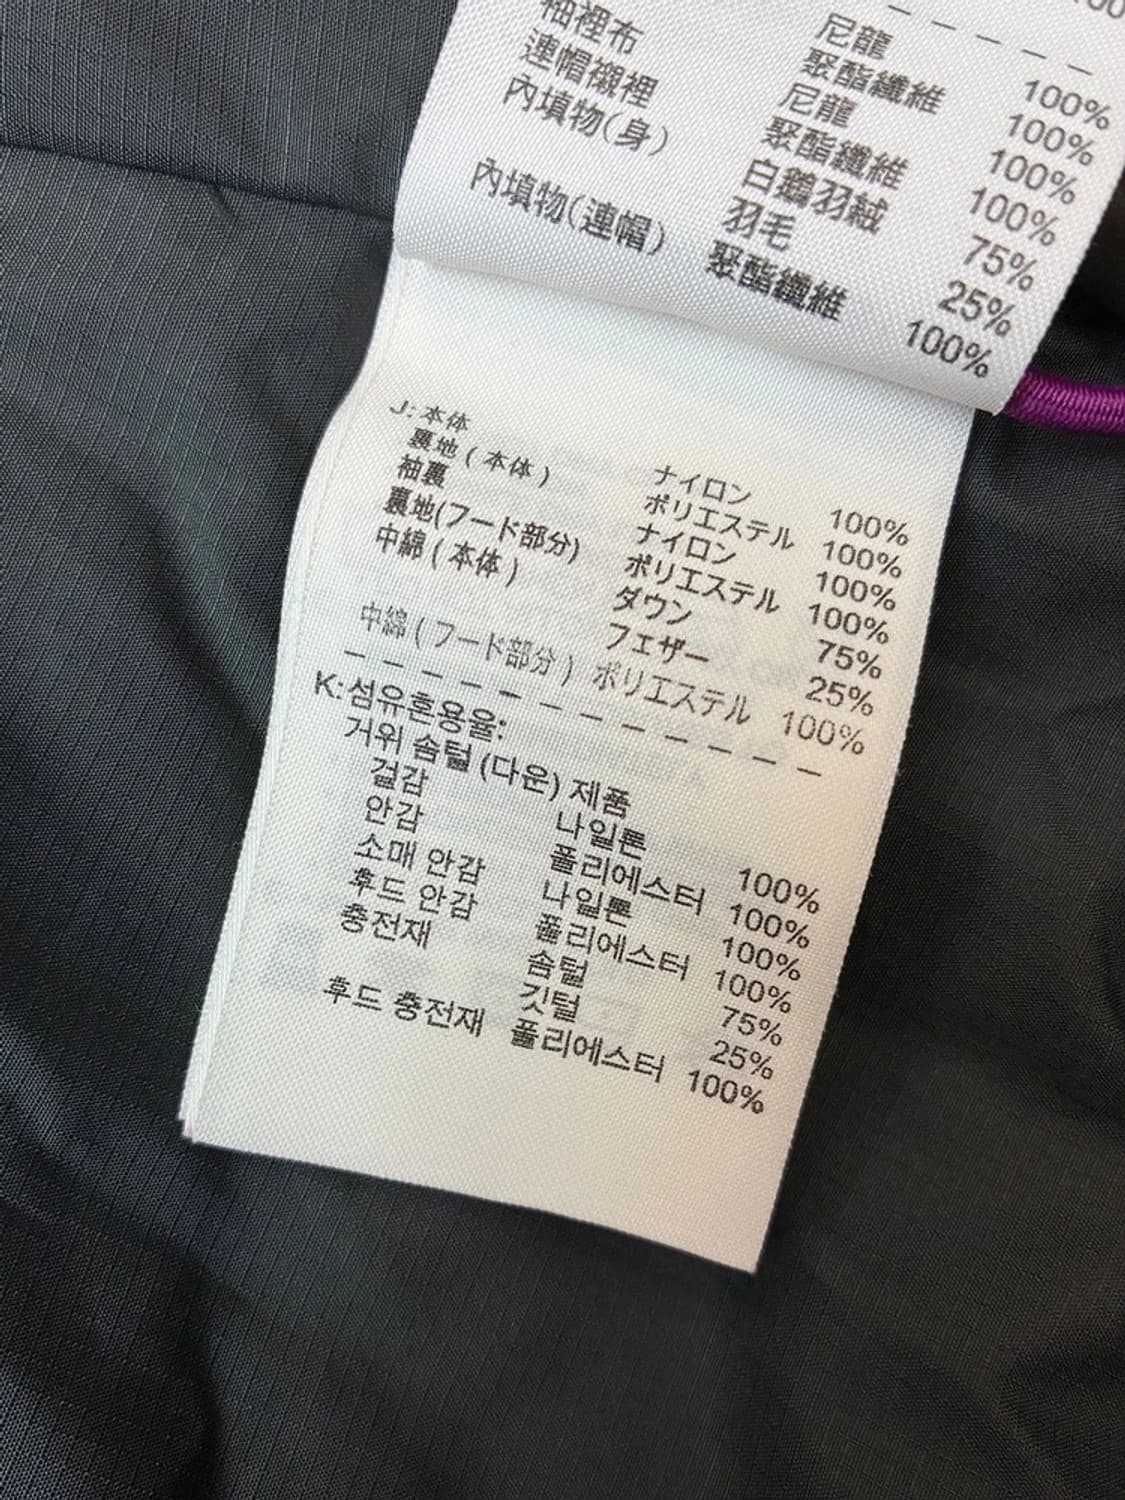 袖裡布 尼龍 100%
連帽襯裡 聚酯纖維 100%
內填物(身) 尼龍 100%
聚酯纖維 100%
白鵝羽絨 75%
內填物(連帽) 羽毛 25%
聚酯纖維 100%
J: 本体 ナイロン 100%
裏地 ( 本体 ) ポリエステル 100%
袖裏 ナイロン 100%
裏地(フード部分) ポリエステル 100%
中綿 ( 本体 ) ダウン 75%
フェザー 25%
中綿 ( フード部分 ) ポリエステル 100%
K: 섬유혼용율:
거위 솜털 (다운) 제품
겉감 나일론 100%
안감 폴리에스터 100%
소매 안감 나일론 100%
후드 안감 폴리에스터 100%
충전재 솜털 75%
깃털 25%
후드 충전재 폴리에스터 100%